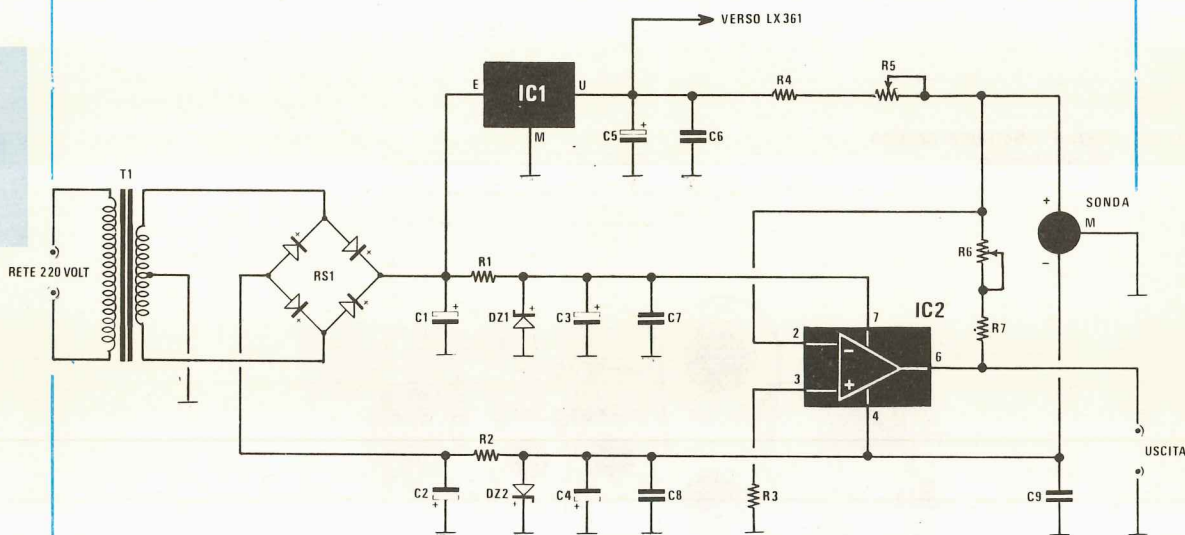 VERSO LX361
E
IC1
U
M
R4
R5
C5
+
C6
T1
RETE 220 VOLT
RS1
+
SONDA
M
−
R6
R7
R1
C1
+
DZ1
+
C3
+
C7
IC2
7
2
−
3
+
6
4
R2
C2
+
DZ2
+
C4
+
C8
R3
C9
USCITA